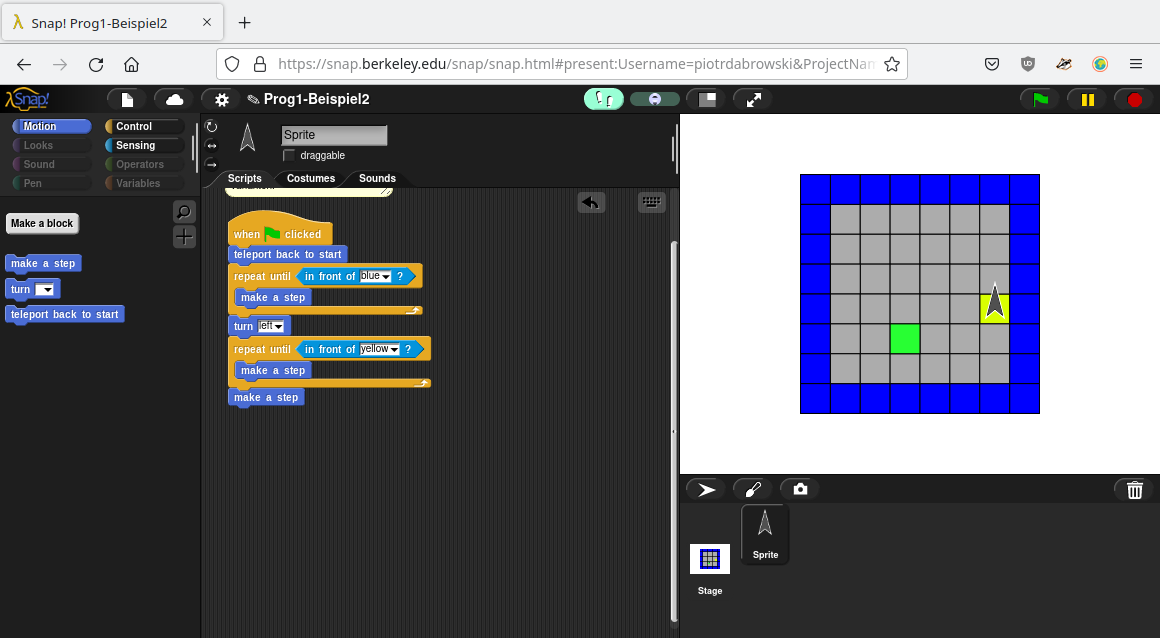 Snap! Prog1-Beispiel2
https://snap.berkeley.edu/snap/snap.html#present:Username=piotrdabrowski&ProjectNam
Snap!
Prog1-Beispiel2
Motion
Control
Looks
Sensing
Sound
Operators
Pen
Variables
Make a block
make a step
turn
teleport back to start
Sprite
draggable
Scripts
Costumes
Sounds
when clicked
teleport back to start
repeat until in front of blue ?
make a step
turn left
repeat until in front of yellow ?
make a step
make a step
Sprite
Stage